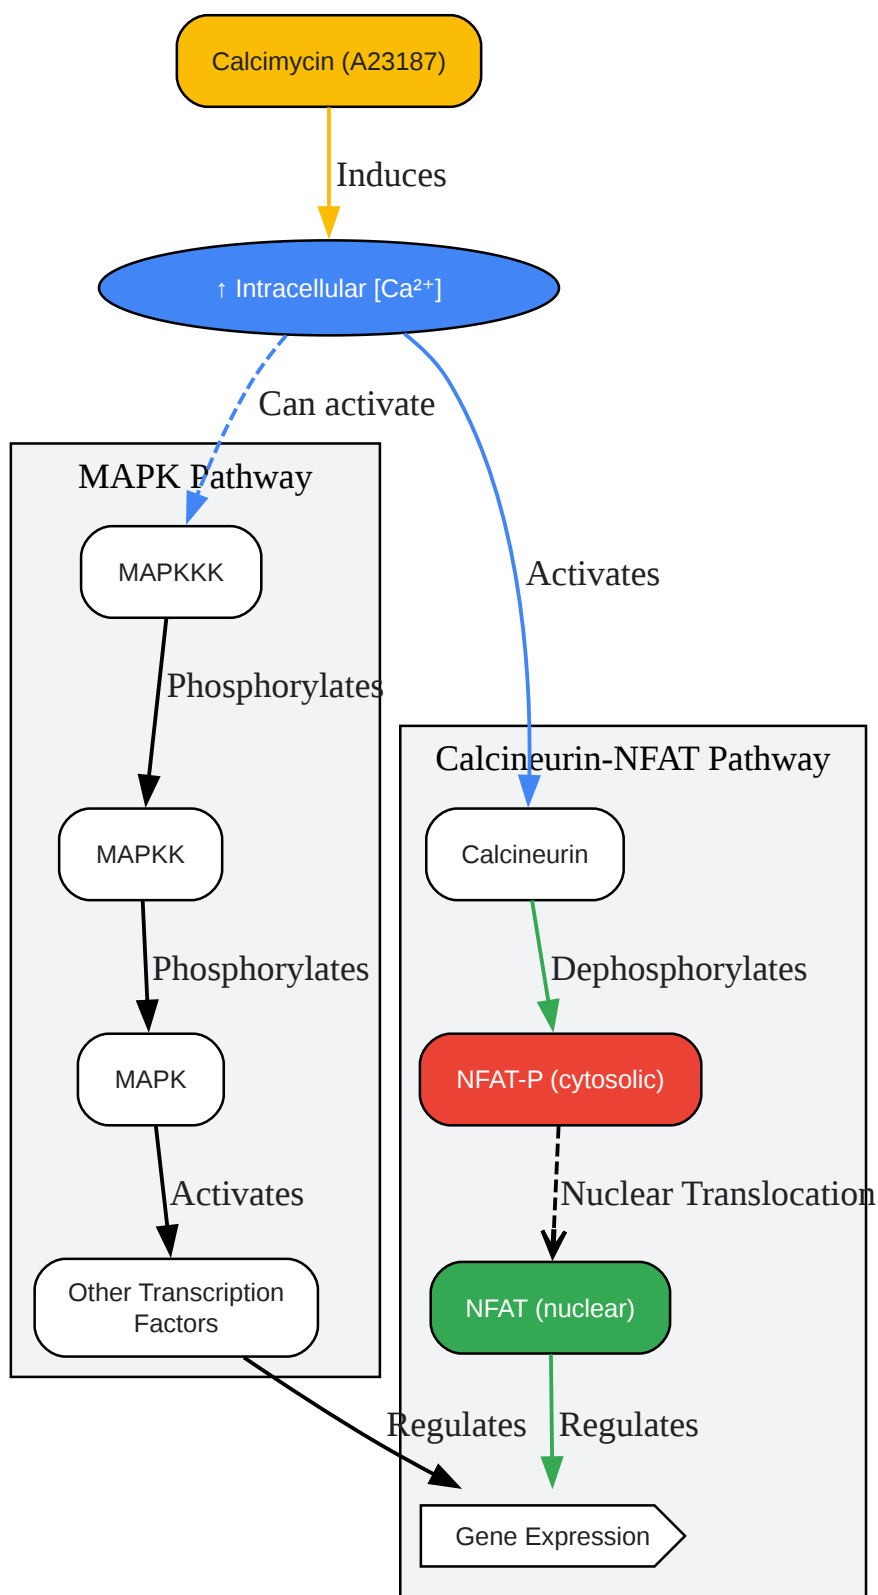 Calcimycin (A23187)
Induces
↑ Intracellular [Ca²⁺]
Can activate
MAPK Pathway
MAPKKK
Activates
Phosphorylates
Calcineurin-NFAT Pathway
MAPKK
Calcineurin
Phosphorylates
Dephosphorylates
MAPK
NFAT-P (cytosolic)
Activates
Nuclear Translocation
Other Transcription
Factors
NFAT (nuclear)
Regulates
Regulates
Gene Expression